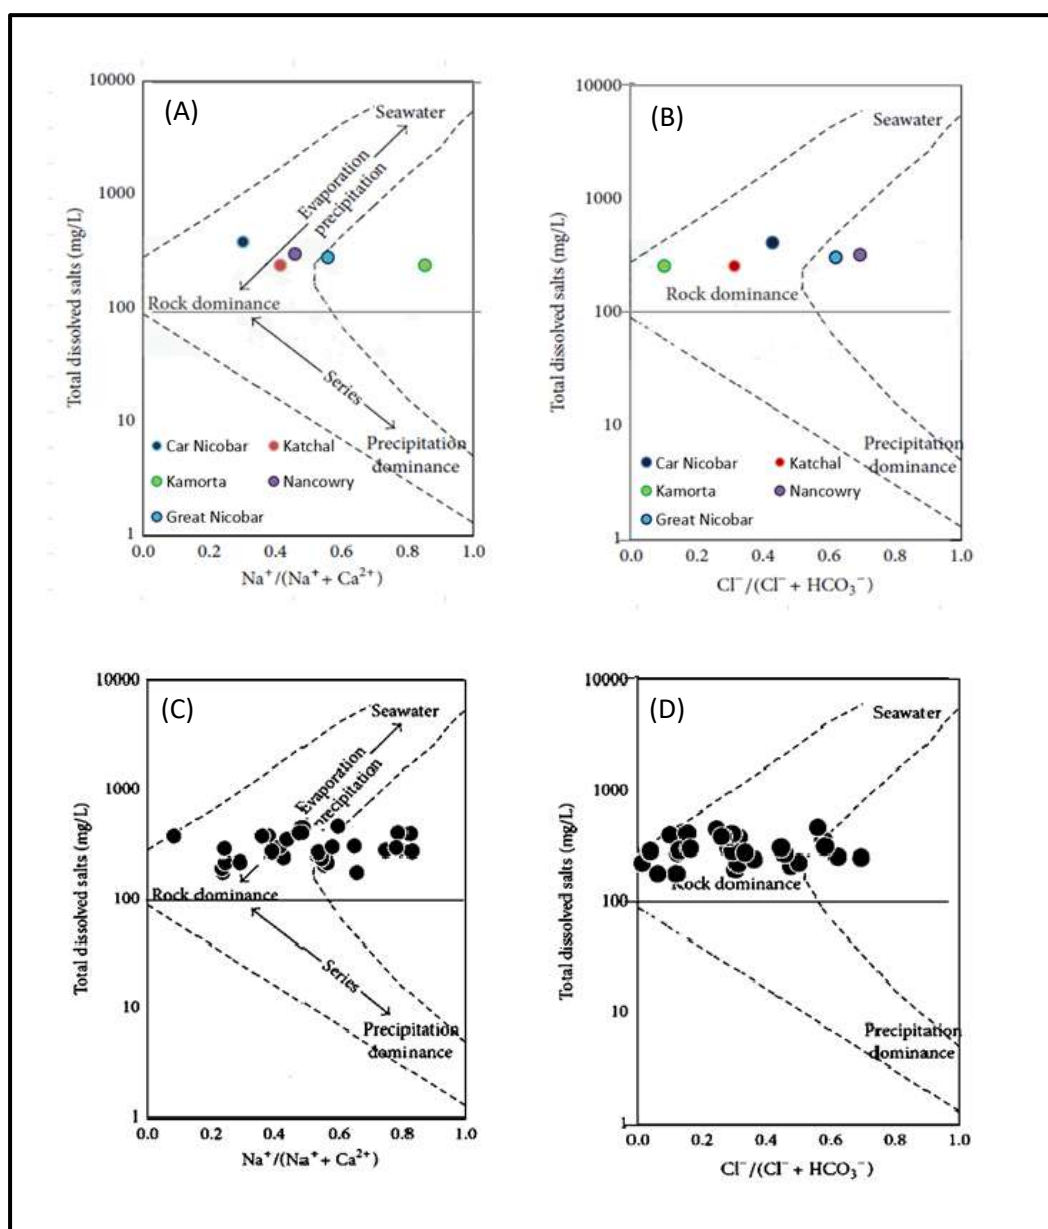 (A)
10000
Seawater
Evaporation
precipitation
1000
Total dissolved salts (mg/L)
Rock dominance
100
Series
10
Precipitation
dominance
Car Nicobar
Katchal
Kamorta
Nancowry
Great Nicobar
1
0.0 0.2 0.4 0.6 0.8 1.0
Na⁺/(Na⁺ + Ca²⁺)
(B)
10000
Seawater
1000
Total dissolved salts (mg/L)
Rock dominance
100
10
Precipitation
dominance
Car Nicobar
Katchal
Kamorta
Nancowry
Great Nicobar
1
0.0 0.2 0.4 0.6 0.8 1.0
Cl⁻/(Cl⁻ + HCO₃⁻)
(C)
10000
Seawater
Evaporation
precipitation
1000
Total dissolved salts (mg/L)
Rock dominance
100
Series
10
Precipitation
dominance
1
0.0 0.2 0.4 0.6 0.8 1.0
Na⁺/(Na⁺ + Ca²⁺)
(D)
10000
Seawater
1000
Total dissolved salts (mg/L)
Rock dominance
100
10
Precipitation
dominance
1
0.0 0.2 0.4 0.6 0.8 1.0
Cl⁻/(Cl⁻ + HCO₃⁻)